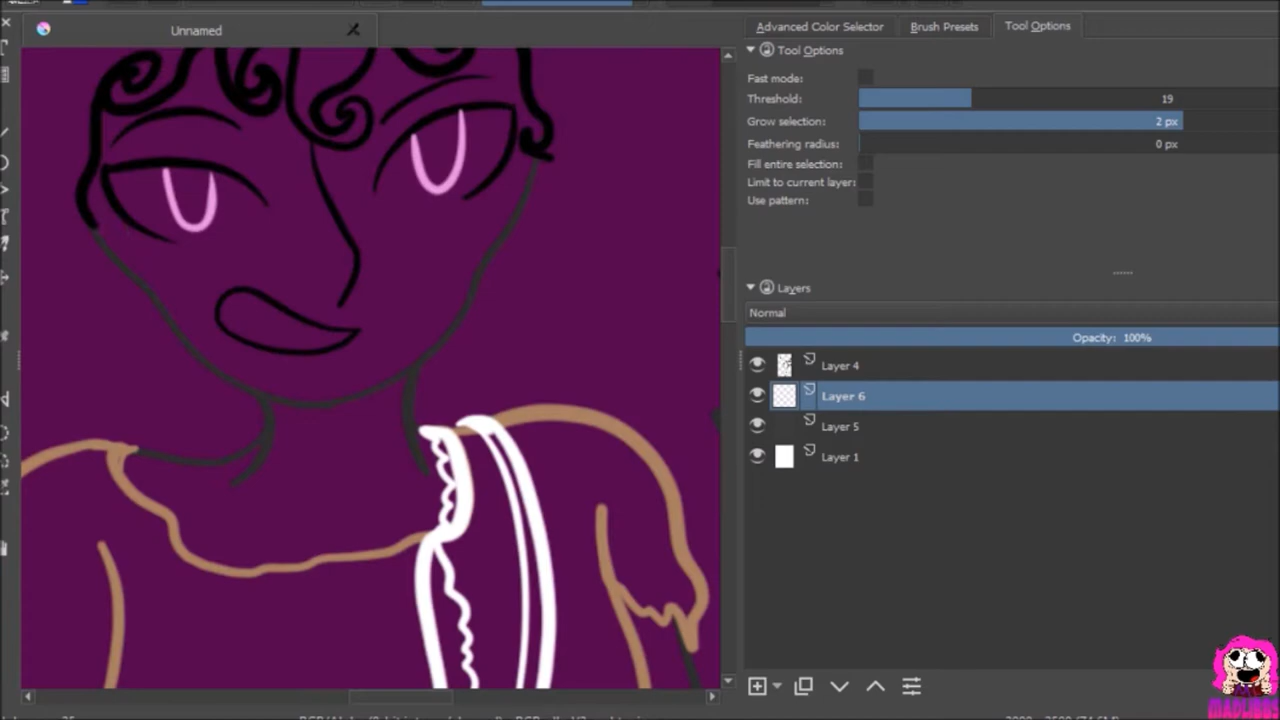 Unnamed
Advanced Color Selector
Brush Presets
Tool Options
Tool Options
Fast mode:
Threshold: 19
Grow selection: 2 px
Feathering radius: 0 px
Fill entire selection:
Limit to current layer:
Use pattern:
Layers
Normal
Opacity: 100%
Layer 4
Layer 6
Layer 5
Layer 1
MADLIBBS